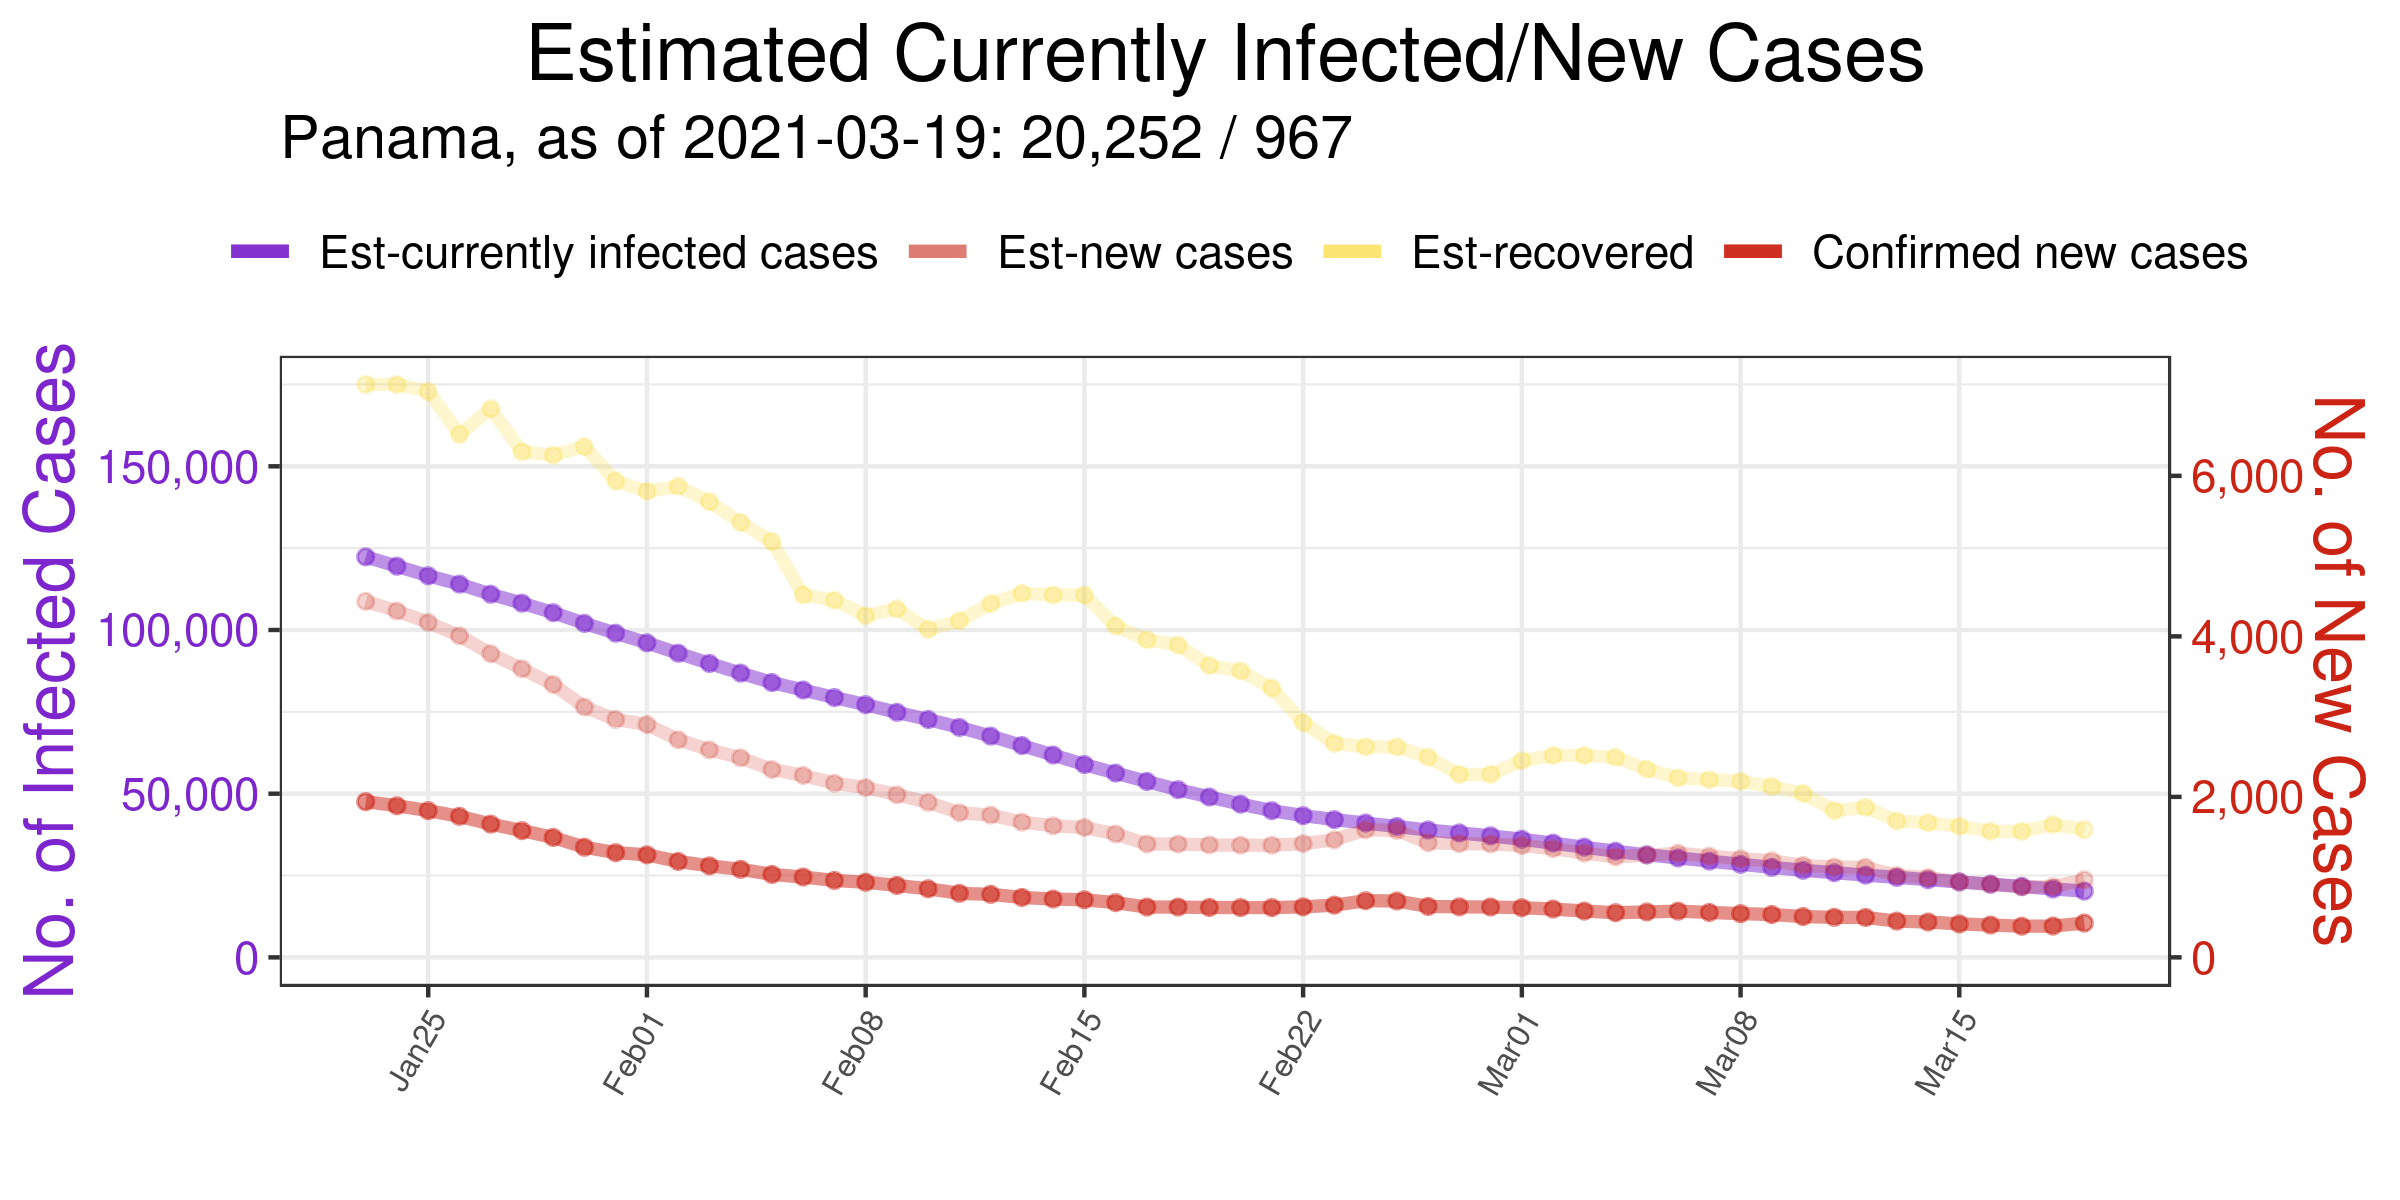 Estimated Currently Infected/New Cases
Panama, as of 2021-03-19: 20,252 / 967
Est-currently infected cases Est-new cases Est-recovered Confirmed new cases
No. of Infected Cases
150,000
100,000
50,000
0
6,000
4,000
2,000
0
No. of New Cases
Jan25 Feb01 Feb08 Feb15 Feb22 Mar01 Mar08 Mar15